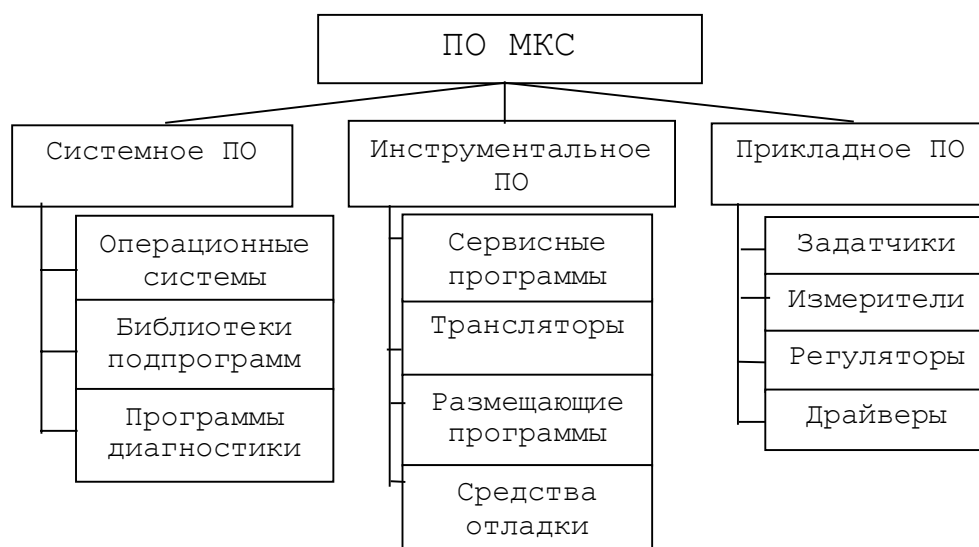 ПО МКС
Системное ПО
Операционные
системы
Библиотеки
подпрограмм
Программы
диагностики
Инструментальное
ПО
Сервисные
программы
Трансляторы
Размещающие
программы
Средства
отладки
Прикладное ПО
Задатчики
Измерители
Регуляторы
Драйверы